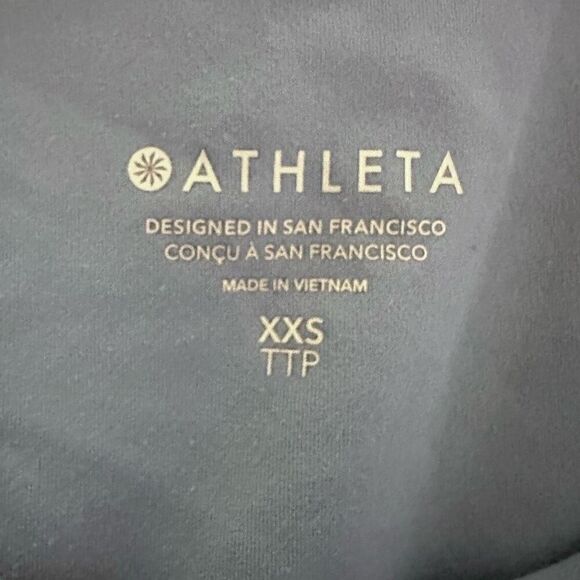 ATHLETA
DESIGNED IN SAN FRANCISCO
CONÇU À SAN FRANCISCO
MADE IN VIETNAM
XXS
TTP